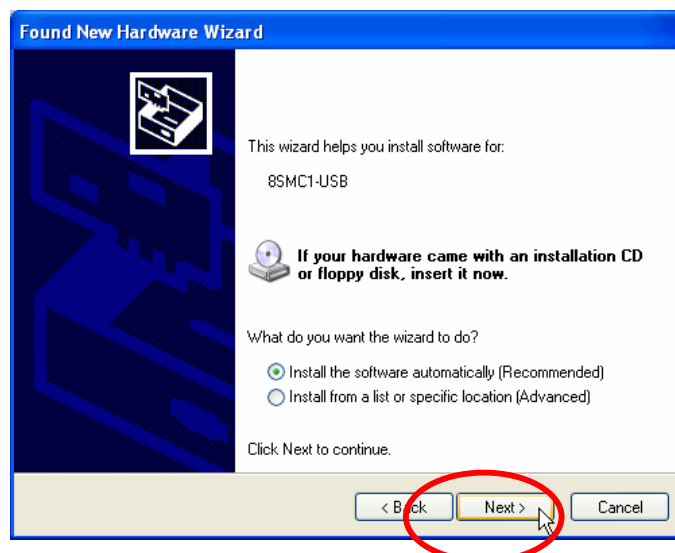 Found New Hardware Wizard
This wizard helps you install software for:
8SMC1-USB
If your hardware came with an installation CD
or floppy disk, insert it now.
What do you want the wizard to do?
Install the software automatically (Recommended)
Install from a list or specific location (Advanced)
Click Next to continue.
< Back Next > Cancel